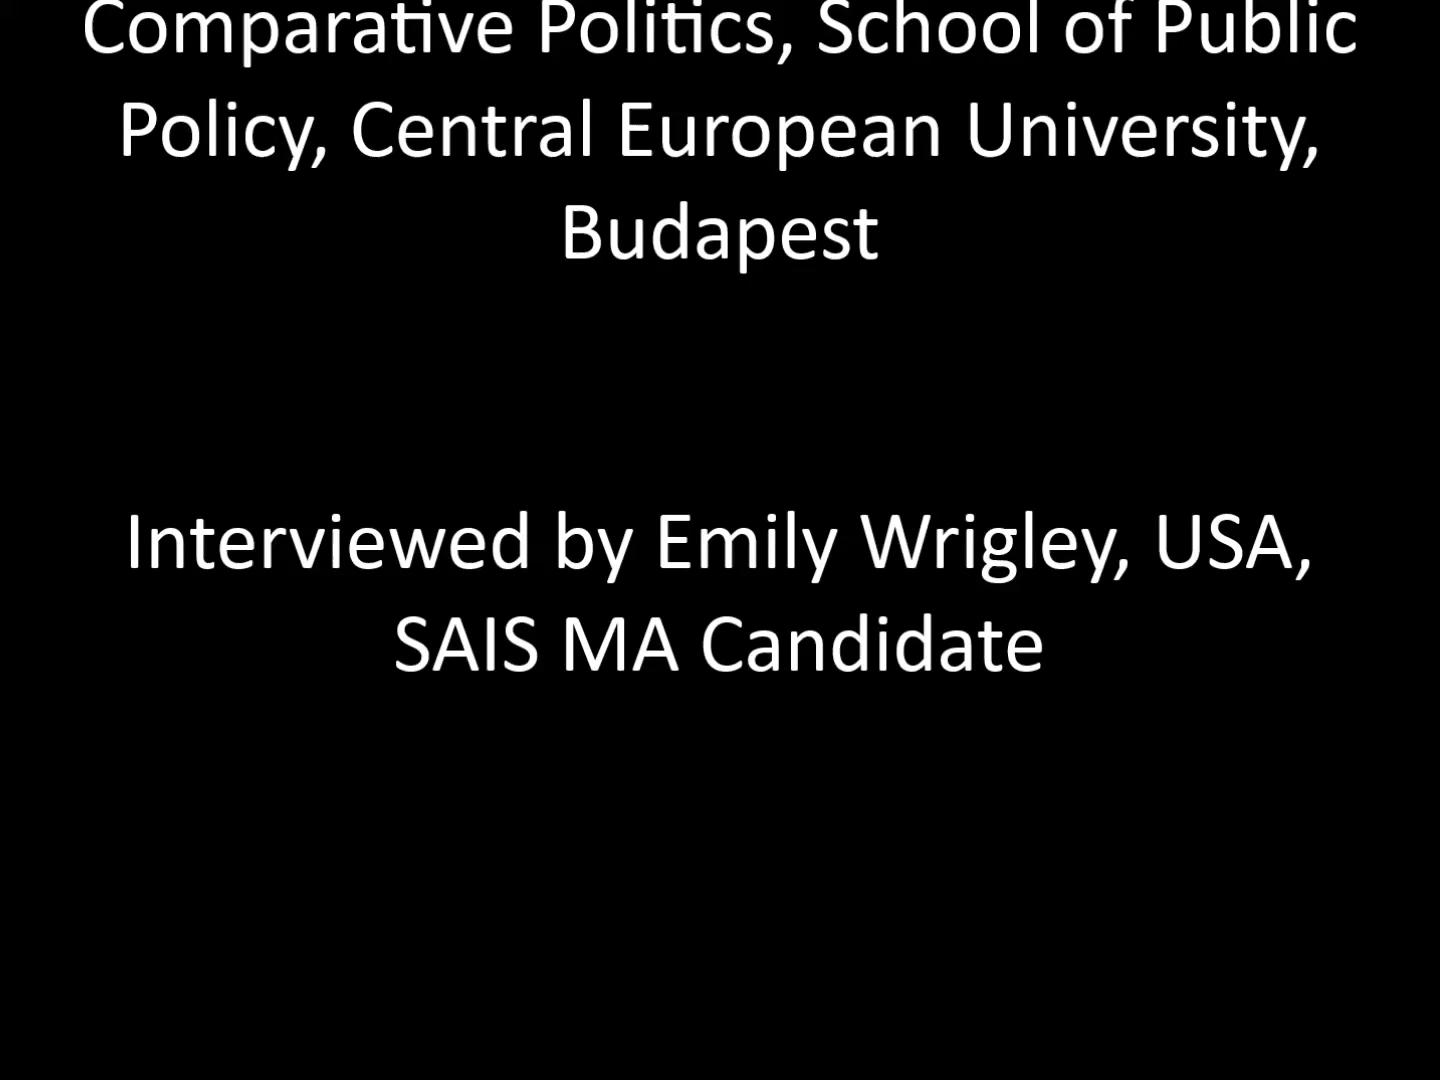 Comparative Politics, School of Public
Policy, Central European University,
Budapest
Interviewed by Emily Wrigley, USA,
SAIS MA Candidate